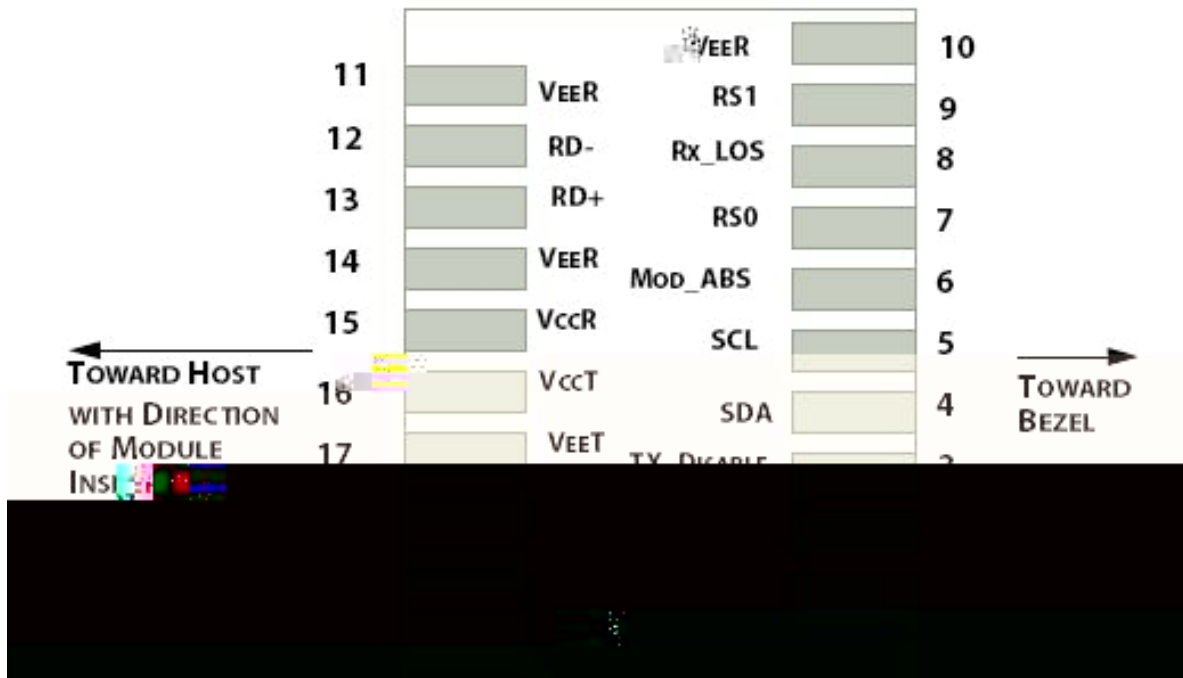 VEER 10
11 VEER
RS1 9
12 RD-
Rx_LOS 8
13 RD+
RS0 7
14 VEER
MOD_ABS 6
15 VCCR
SCL 5
TOWARD HOST
WITH DIRECTION
OF MODULE
16 VCCT
SDA 4
TOWARD
BEZEL
17 VEET
TX_DISABLE